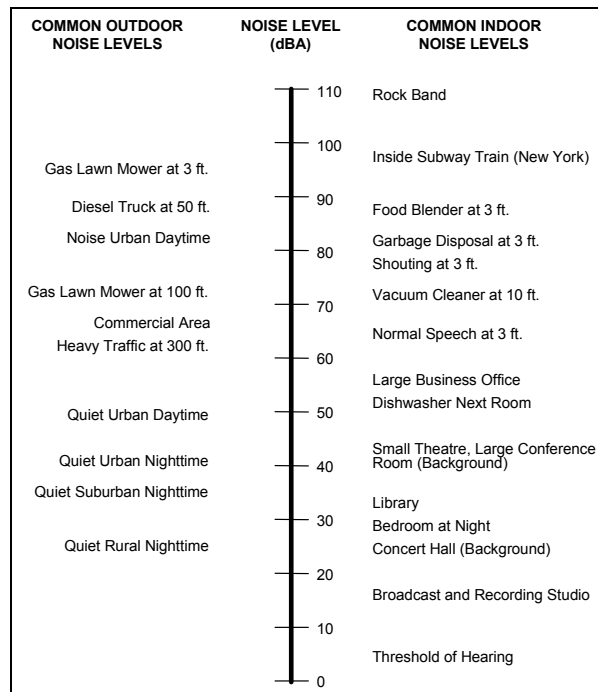 COMMON OUTDOOR
NOISE LEVELS
NOISE LEVEL
(dBA)
COMMON INDOOR
NOISE LEVELS
110
Rock Band
100
Inside Subway Train (New York)
Gas Lawn Mower at 3 ft.
90
Diesel Truck at 50 ft.
Food Blender at 3 ft.
Noise Urban Daytime
Garbage Disposal at 3 ft.
80
Shouting at 3 ft.
Gas Lawn Mower at 100 ft.
Vacuum Cleaner at 10 ft.
70
Commercial Area
Normal Speech at 3 ft.
Heavy Traffic at 300 ft.
60
Large Business Office
Dishwasher Next Room
Quiet Urban Daytime
50
Small Theatre, Large Conference
Room (Background)
Quiet Urban Nighttime
40
Quiet Suburban Nighttime
Library
30
Bedroom at Night
Quiet Rural Nighttime
Concert Hall (Background)
20
Broadcast and Recording Studio
10
Threshold of Hearing
0